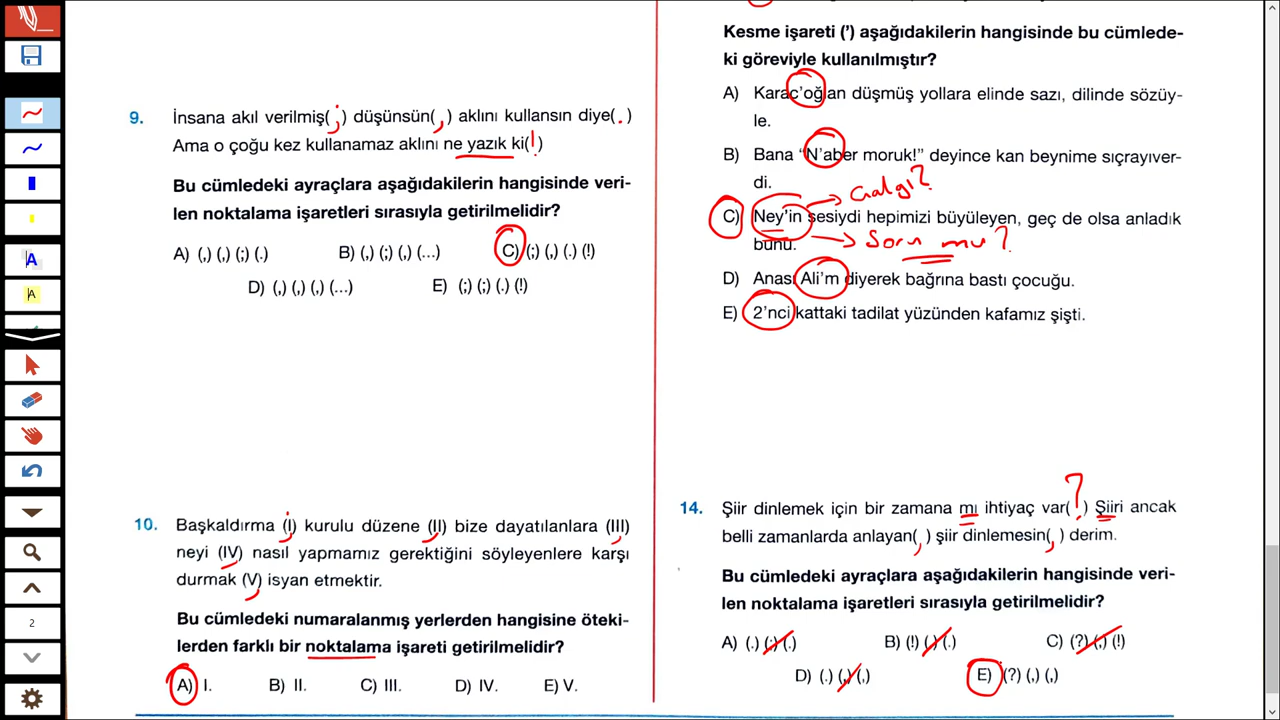 9. İnsana akıl verilmiş(;) düşünsün(,) aklını kullansın diye(.)
Ama o çoğu kez kullanamaz aklını ne yazık ki(!)
Bu cümledeki ayraçlara aşağıdakilerin hangisinde veri-
len noktalama işaretleri sırasıyla getirilmelidir?
A) (,) (,) (;) (.)
B) (,) (;) (,) (...)
C) (;) (,) (.) (!)
D) (,) (,) (,) (...)
E) (;) (;) (.) (!)
10. Başkaldırma (I) kurulu düzene (II) bize dayatılanlara (III)
neyi (IV) nasıl yapmamız gerektiğini söyleyenlere karşı
durmak (V) isyan etmektir.
Bu cümledeki numaralanmış yerlerden hangisine öteki-
lerden farklı bir noktalama işareti getirilmelidir?
A) I. B) II. C) III. D) IV. E) V.
Kesme işareti (’) aşağıdakilerin hangisinde bu cümlede-
ki göreviyle kullanılmıştır?
A) Karac’oğlan düşmüş yollara elinde sazı, dilinde sözüy-
le.
B) Bana “N’aber moruk!” deyince kan beynime sıçrayıver-
di.
Çalgı?
C) Ney’in sesiydi hepimizi büyüleyen, geç de olsa anladık
bunu.
Soru mu?
D) Anası Ali’m diyerek bağrına bastı çocuğu.
E) 2’nci kattaki tadilat yüzünden kafamız şişti.
14. Şiir dinlemek için bir zamana mı ihtiyaç var(?) Şiiri ancak
belli zamanlarda anlayan(,) şiir dinlemesin(,) derim.
Bu cümledeki ayraçlara aşağıdakilerin hangisinde veri-
len noktalama işaretleri sırasıyla getirilmelidir?
A) (.) (;) (.)
B) (!) (,) (.)
C) (?) (,) (!)
D) (.) (,) (,)
E) (?) (,) (,)
A
A
2